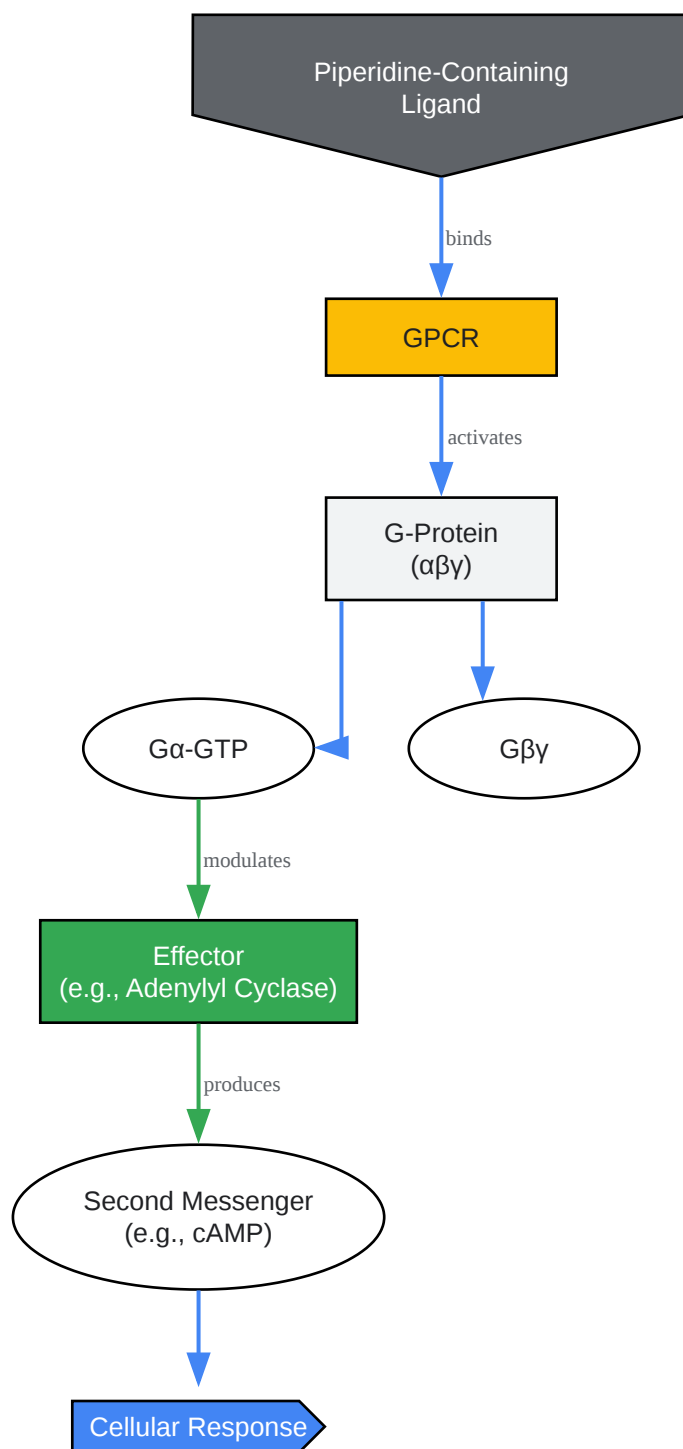 Piperidine-Containing
Ligand
binds
GPCR
activates
G-Protein
(αβγ)
Gα-GTP
Gβγ
modulates
Effector
(e.g., Adenylyl Cyclase)
produces
Second Messenger
(e.g., cAMP)
Cellular Response